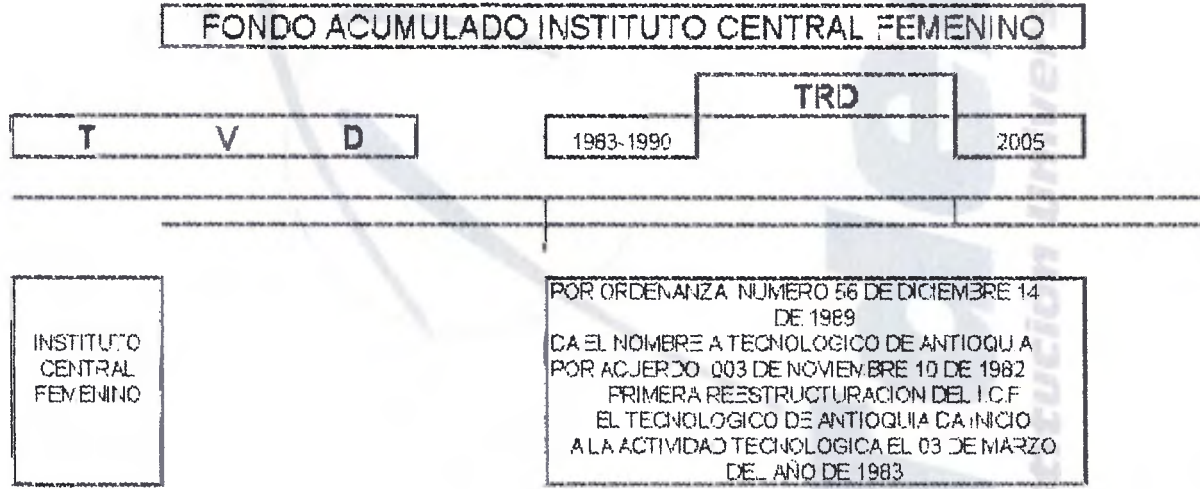 FONDO ACUMULADO INSTITUTO CENTRAL FEMENINO
TRD
T V D
1983-1990
2005
INSTITUTO
CENTRAL
FEMENINO
POR ORDENANZA NUMERO 56 DE DICIEMBRE 14
DE 1989
DA EL NOMBRE A TECNOLOGICO DE ANTIOQUIA
POR ACUERDO 003 DE NOVIEMBRE 10 DE 1982
PRIMERA REESTRUCTURACION DEL I.C.F
EL TECNOLOGICO DE ANTIOQUIA DA INICIO
A LA ACTIVIDAD TECNOLOGICA EL 03 DE MARZO
DEL AÑO DE 1983